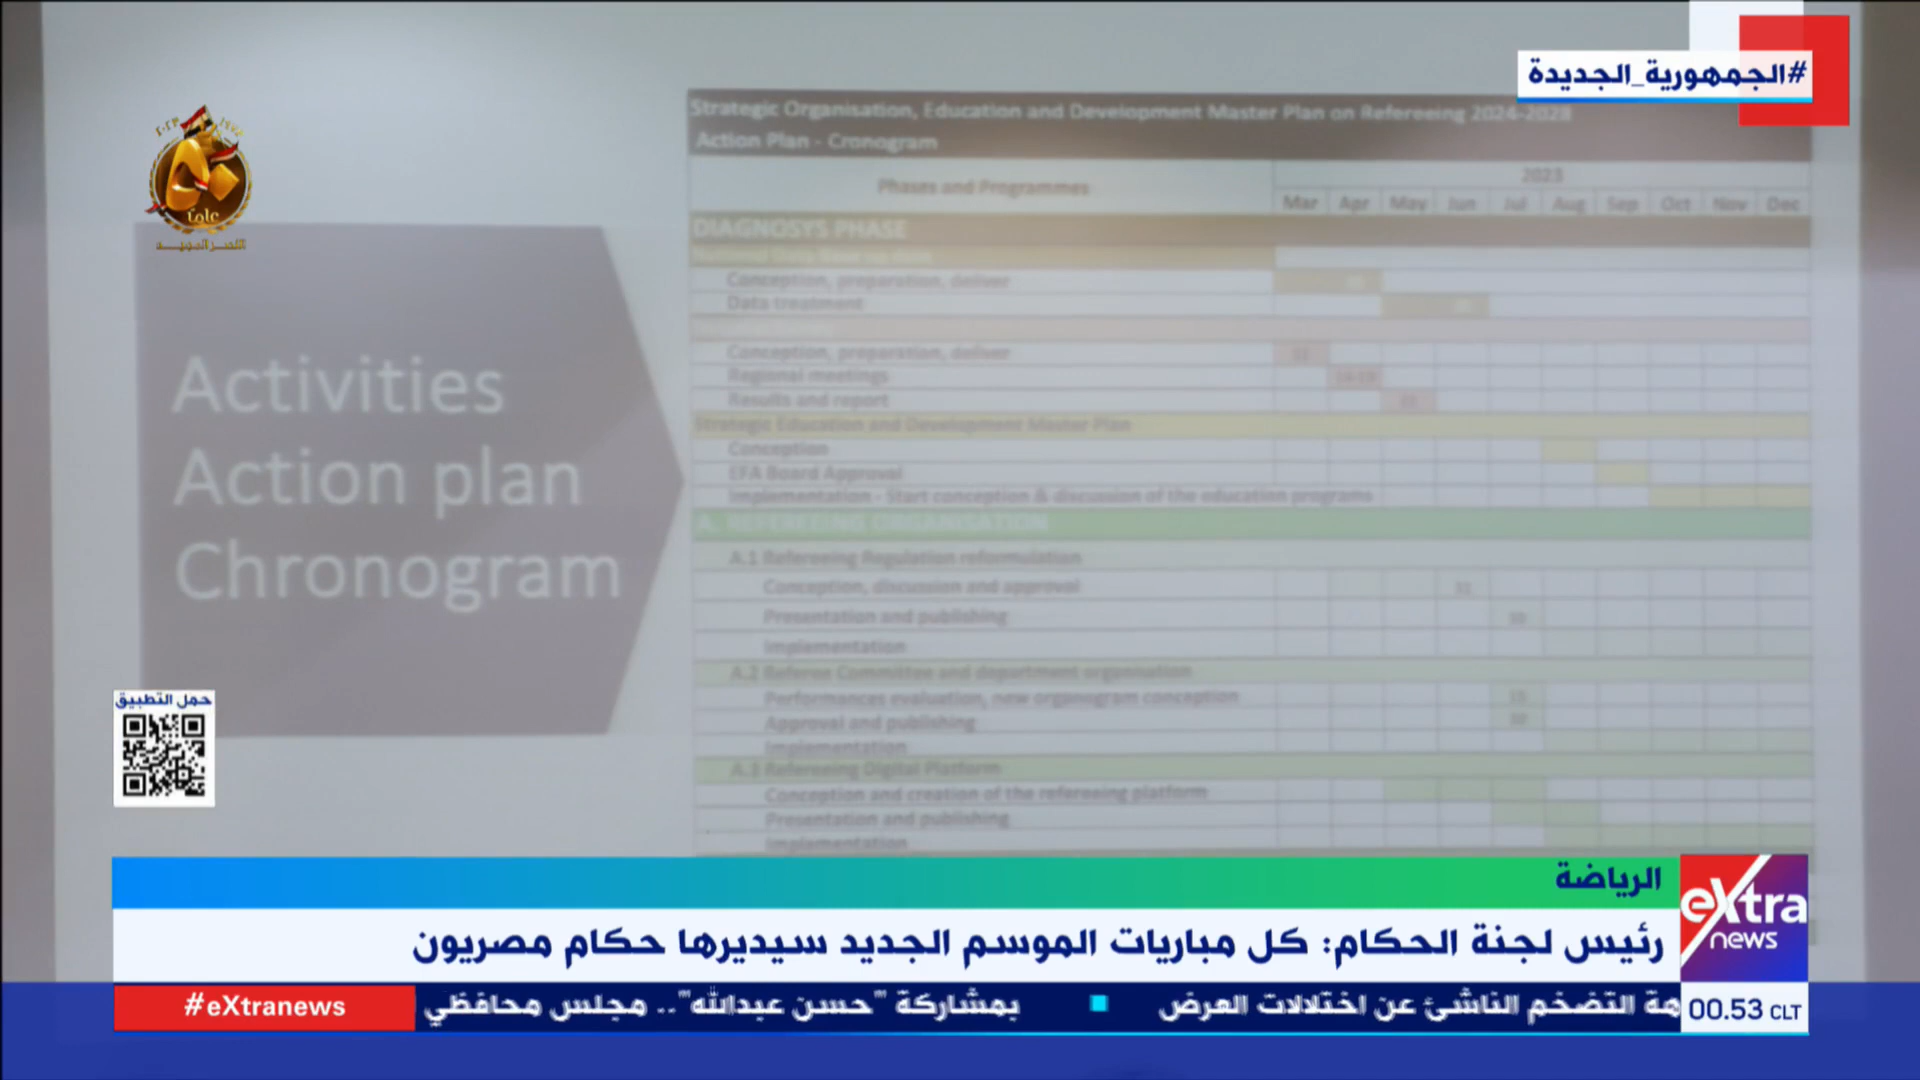 #الجمهورية_الجديدة
Strategic Organisation, Education and Development Master Plan on Refereeing 2024-2028
Action Plan - Cronogram
Phases and Programmes
2023
Mar Apr May Jun Jul Aug Sep Oct Nov Dec
DIAGNOSYS PHASE
Conception, preparation, deliver
Data treatment
Conception, preparation, deliver
Regional meetings
Results and report
Strategic Education and Development Master Plan
Conception
EFA Board Approval
Implementation - Start conception & discussion of the education programs
A. REFEREEING ORGANISATION
A.1 Refereeing Regulation reformulation
Conception, discussion and approval
Presentation and publishing
Implementation
A.2 Referee Committee and department organisation
Performances evaluation, new organogram conception
Approval and publishing
Implementation
A.3 Refereeing Digital Platform
Conception and creation of the refereeing platform
Presentation and publishing
Implementation
Activities
Action plan
Chronogram
حمل التطبيق
الرياضة
رئيس لجنة الحكام: كل مباريات الموسم الجديد سيديرها حكام مصريون
eXtra
news
#eXtranews
هة التضخم الناشئ عن اختلالات العرض ■ بمشاركة "حسن عبدالله".. مجلس محافظي
00.53 CLT